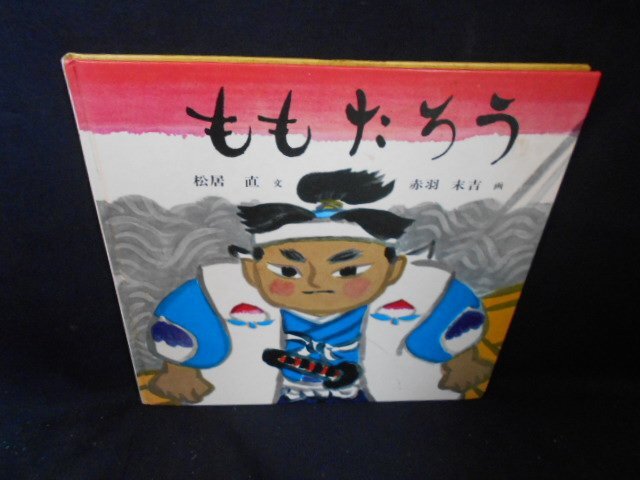 ももたろう
松居 直 文
赤羽 末吉 画